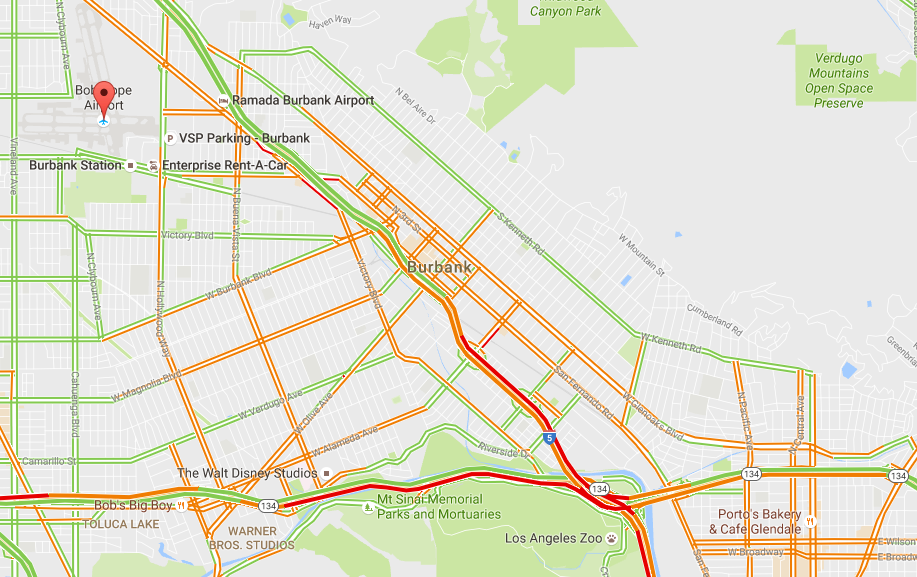 Haven Way
Canyon Park
N Clybourn Ave
Verdugo
Mountains
Open Space
Preserve
Bob Hope
Airport
Ramada Burbank Airport
N Bel Aire Dr
VSP Parking - Burbank
Burbank Station
Enterprise Rent-A-Car
Vineland Ave
N Buena Vista St
N 3rd St
S Kenneth Rd
Victory Blvd
W Mountain St
N Clybourn Ave
W Burbank Blvd
Victory Blvd
Burbank
N Hollywood Way
Cumberland Rd
Greenbriar
W Kenneth Rd
W Magnolia Blvd
Cahuenga Blvd
San Fernando Rd
W Verdugo Ave
W Olive Ave
W Glenoaks Blvd
N Pacific Ave
N Central Ave
W Alameda Ave
5
Riverside Dr
Camarillo St
The Walt Disney Studios
134
134
134
134
Mt Sinai Memorial
Parks and Mortuaries
Bob's Big Boy
TOLUCA LAKE
WARNER
BROS. STUDIOS
Porto's Bakery
& Cafe Glendale
Los Angeles Zoo
E Wilson
W Broadway
E Broadway